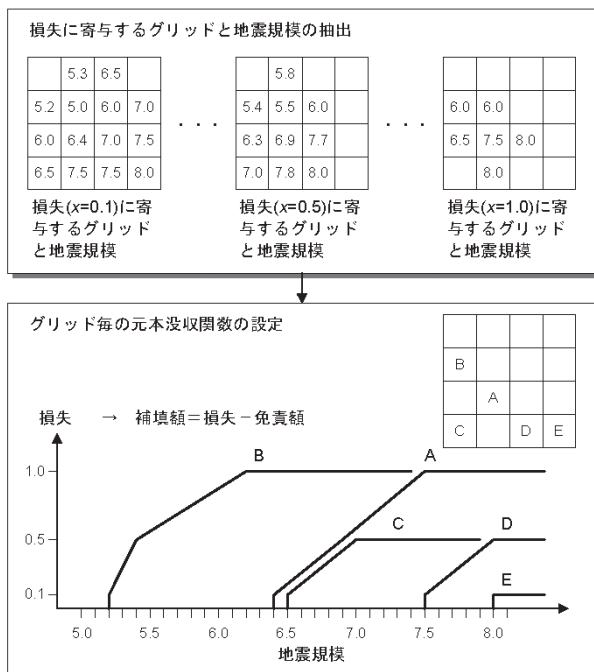 損失に寄与するグリッドと地震規模の抽出
5.3 6.5
5.2 5.0 6.0 7.0
6.0 6.4 7.0 7.5
6.5 7.5 7.5 8.0
損失(x=0.1)に寄
与するグリッド
と地震規模
・・・
5.8
5.4 5.5 6.0
6.3 6.9 7.7
7.0 7.8 8.0
損失(x=0.5)に寄
与するグリッド
と地震規模
・・・
6.0 6.0
6.5 7.5 8.0
8.0
損失(x=1.0)に寄
与するグリッド
と地震規模
グリッド毎の元本没収関数の設定
B
A
C D E
損失 → 補填額=損失-免責額
B A
1.0
C D
0.5
E
0.1
5.0 5.5 6.0 6.5 7.0 7.5 8.0
地震規模